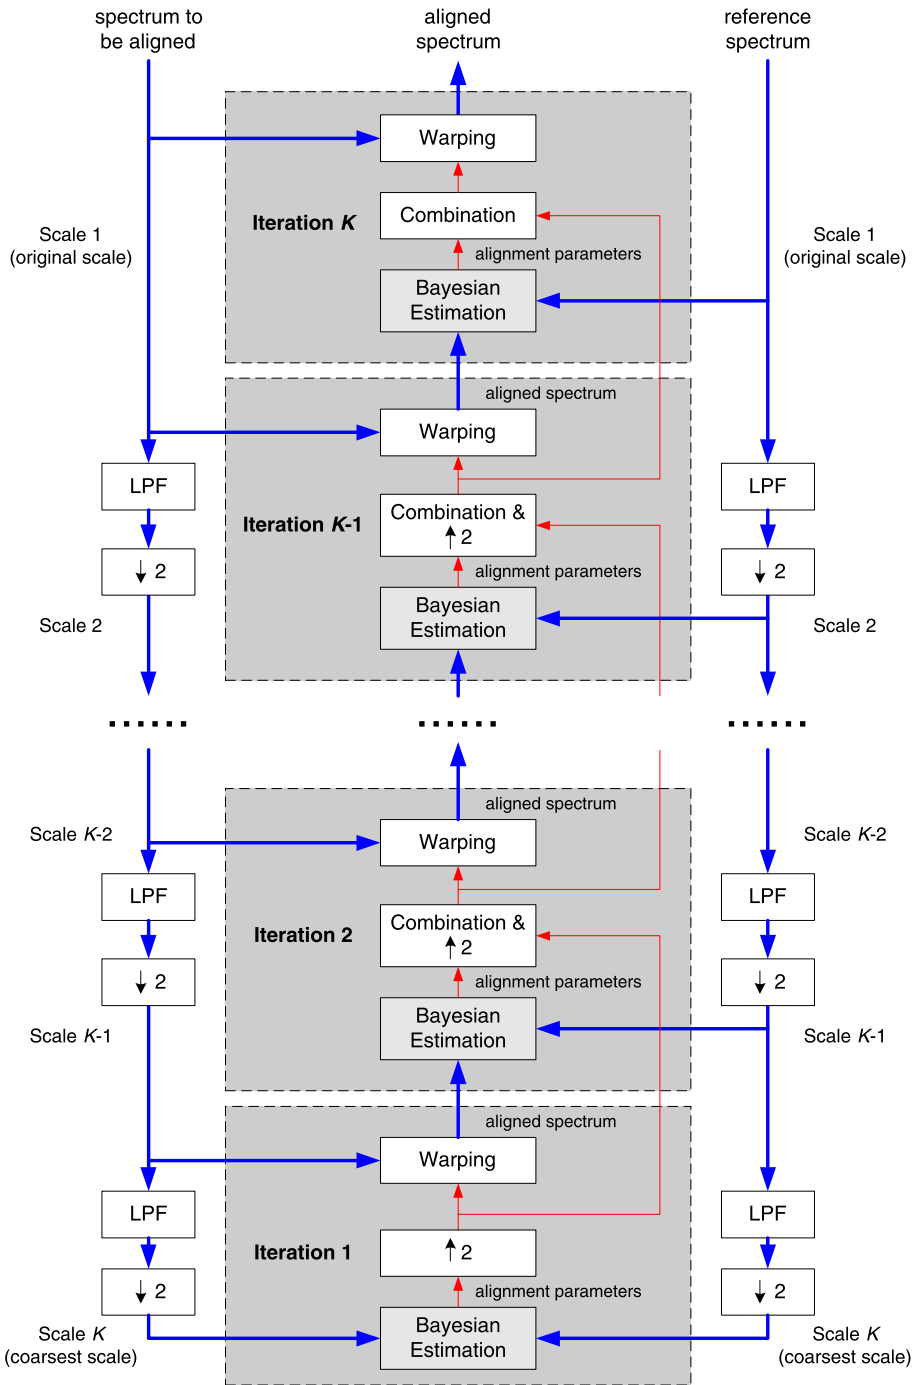 spectrum to
be aligned
aligned
spectrum
reference
spectrum
Warping
Iteration K
Combination
Scale 1
(original scale)
alignment parameters
Scale 1
(original scale)
Bayesian
Estimation
aligned spectrum
Warping
LPF
LPF
Iteration K-1
Combination &
↑ 2
↓ 2
alignment parameters
↓ 2
Bayesian
Estimation
Scale 2
Scale 2
......
......
......
aligned spectrum
Scale K-2
Warping
Scale K-2
LPF
LPF
Iteration 2
Combination &
↑ 2
↓ 2
alignment parameters
↓ 2
Bayesian
Estimation
Scale K-1
Scale K-1
aligned spectrum
Warping
LPF
LPF
Iteration 1
↑ 2
↓ 2
alignment parameters
↓ 2
Bayesian
Estimation
Scale K
(coarsest scale)
Scale K
(coarsest scale)